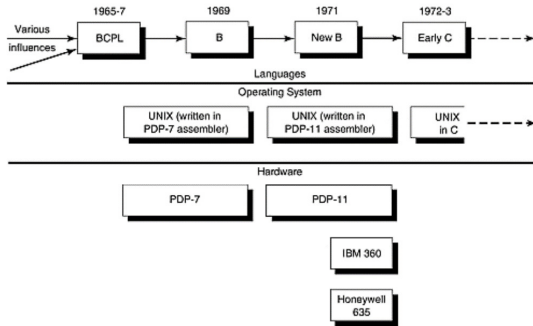 1965-7
1969
1971
1972-3
Various
influences
BCPL
B
New B
Early C
Languages
Operating System
UNIX (written in
PDP-7 assembler)
UNIX (written in
PDP-11 assembler)
UNIX
in C
Hardware
PDP-7
PDP-11
IBM 360
Honeywell
635